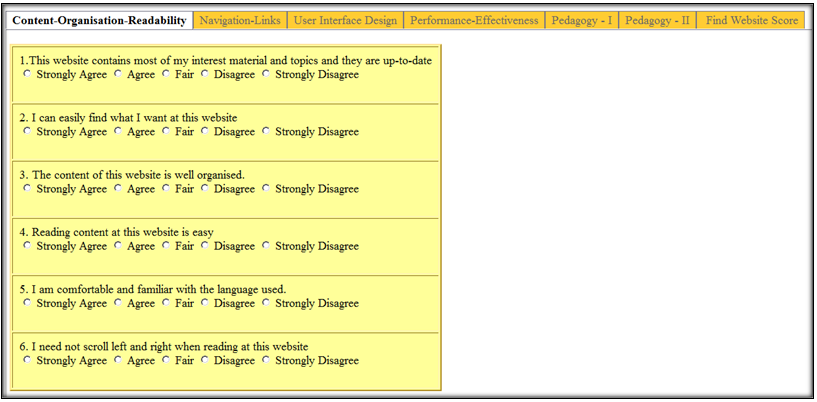 Content-Organisation-Readability Navigation-Links User Interface Design Performance-Effectiveness Pedagogy - I Pedagogy - II Find Website Score
1.This website contains most of my interest material and topics and they are up-to-date
Strongly Agree Agree Fair Disagree Strongly Disagree
2. I can easily find what I want at this website
Strongly Agree Agree Fair Disagree Strongly Disagree
3. The content of this website is well organised.
Strongly Agree Agree Fair Disagree Strongly Disagree
4. Reading content at this website is easy
Strongly Agree Agree Fair Disagree Strongly Disagree
5. I am comfortable and familiar with the language used.
Strongly Agree Agree Fair Disagree Strongly Disagree
6. I need not scroll left and right when reading at this website
Strongly Agree Agree Fair Disagree Strongly Disagree